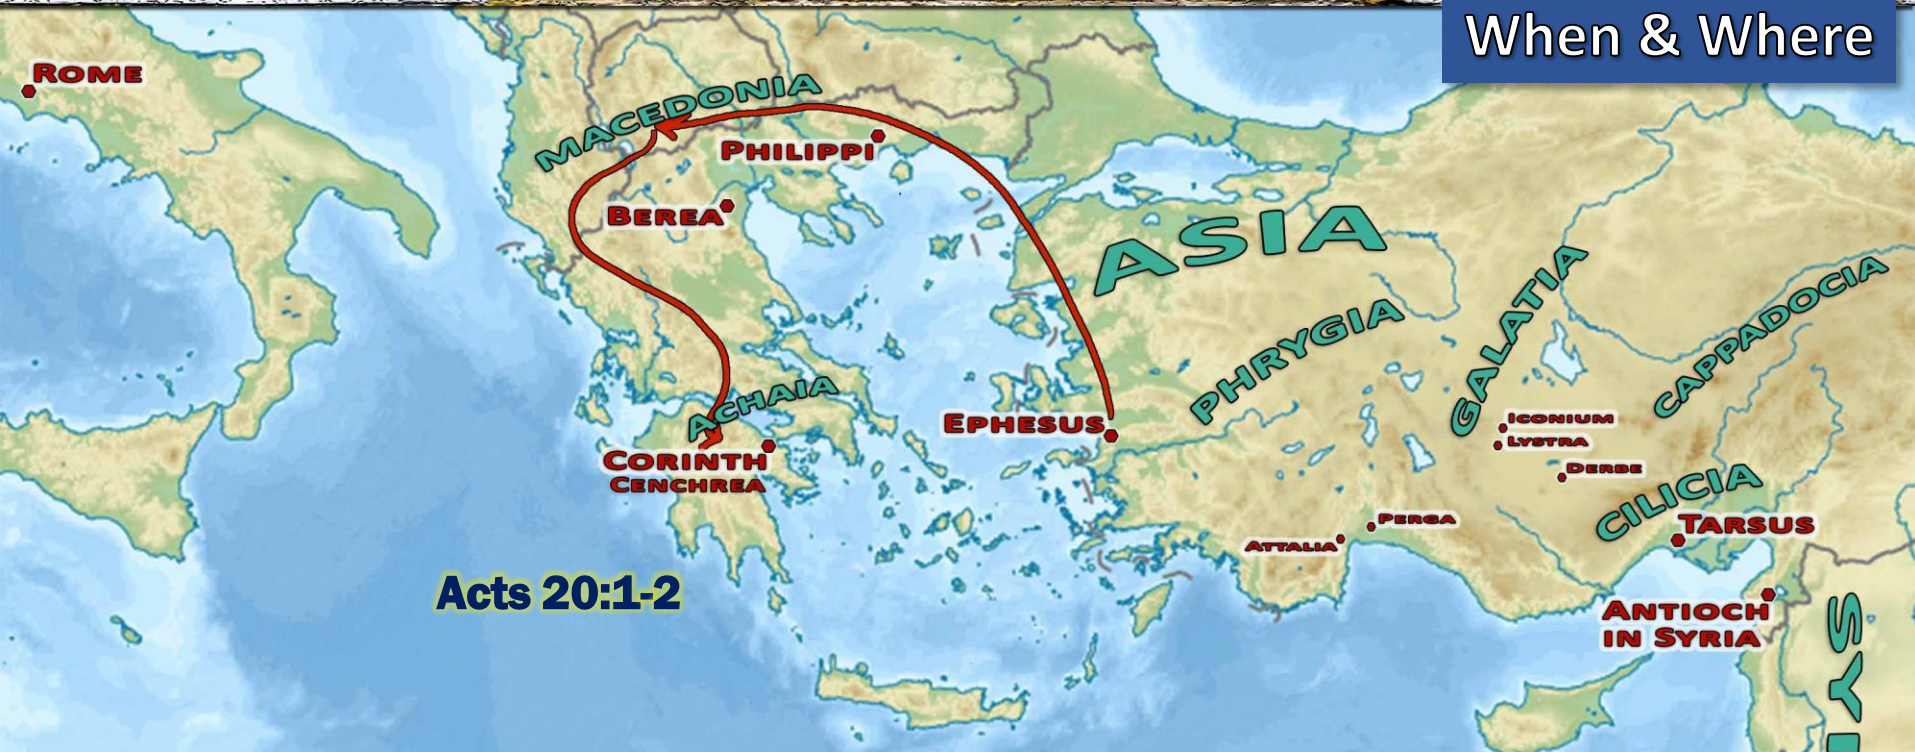 When & Where
ROME
MACEDONIA
PHILIPPI
BEREA
ASIA
PHRYGIA
GALATIA
CAPPADOCIA
ACHAIA
EPHESUS
CORINTH
CENCHREA
ICONIUM
LYSTRA
DERBE
CILICIA
TARSUS
PERGA
ATTALIA
Acts 20:1-2
ANTIOCH
IN SYRIA